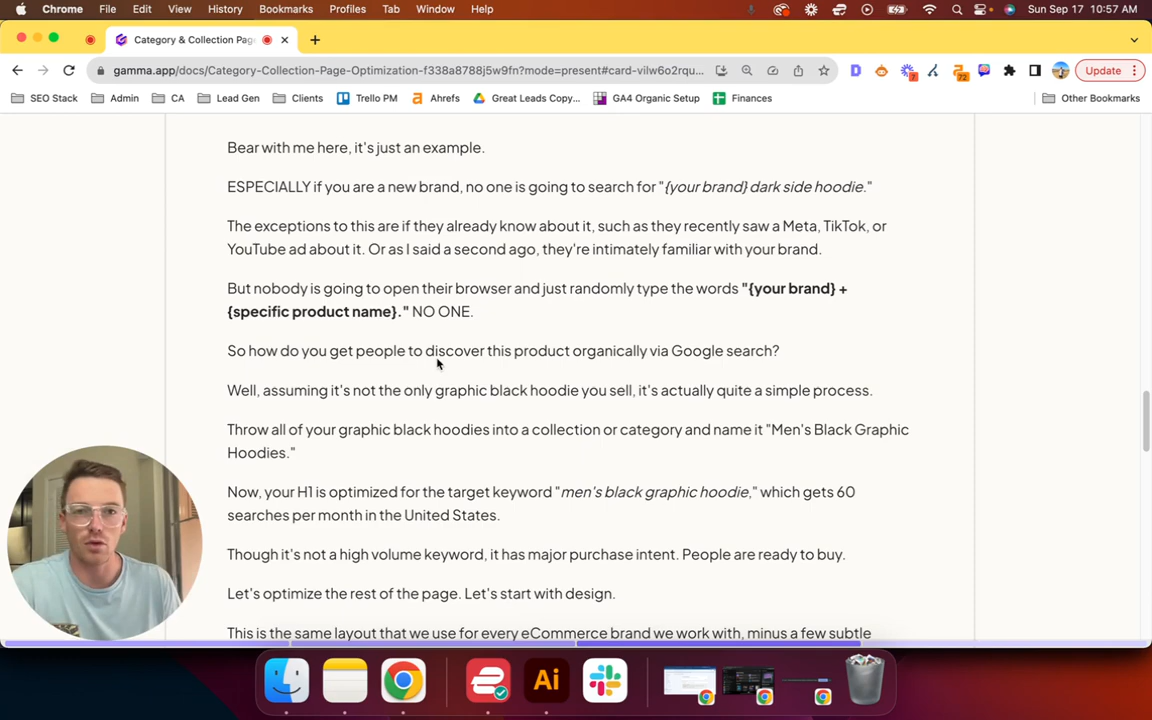 Chrome File Edit View History Bookmarks Profiles Tab Window Help Sun Sep 17 10:57 AM
Category & Collection Pag
gamma.app/docs/Category-Collection-Page-Optimization-f338a8788j5w9fn?mode=present#card-vilw6o2rqu... 72 Update
SEO Stack Admin CA Lead Gen Clients Trello PM Ahrefs Great Leads Copy... GA4 Organic Setup Finances Other Bookmarks
Bear with me here, it's just an example.
ESPECIALLY if you are a new brand, no one is going to search for "{your brand} dark side hoodie."
The exceptions to this are if they already know about it, such as they recently saw a Meta, TikTok, or
YouTube ad about it. Or as I said a second ago, they're intimately familiar with your brand.
But nobody is going to open their browser and just randomly type the words "{your brand} +
{specific product name}." NO ONE.
So how do you get people to discover this product organically via Google search?
Well, assuming it's not the only graphic black hoodie you sell, it's actually quite a simple process.
Throw all of your graphic black hoodies into a collection or category and name it "Men's Black Graphic
Hoodies."
Now, your H1 is optimized for the target keyword "men's black graphic hoodie," which gets 60
searches per month in the United States.
Though it's not a high volume keyword, it has major purchase intent. People are ready to buy.
Let's optimize the rest of the page. Let's start with design.
This is the same layout that we use for every eCommerce brand we work with, minus a few subtle
Ai